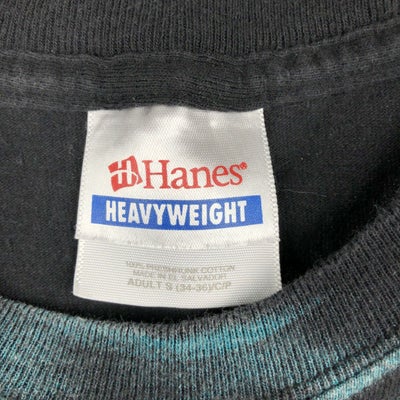 Hanes®
HEAVYWEIGHT
100% PRESHRUNK COTTON
MADE IN EL SALVADOR
ADULT S (34-36)/C/P